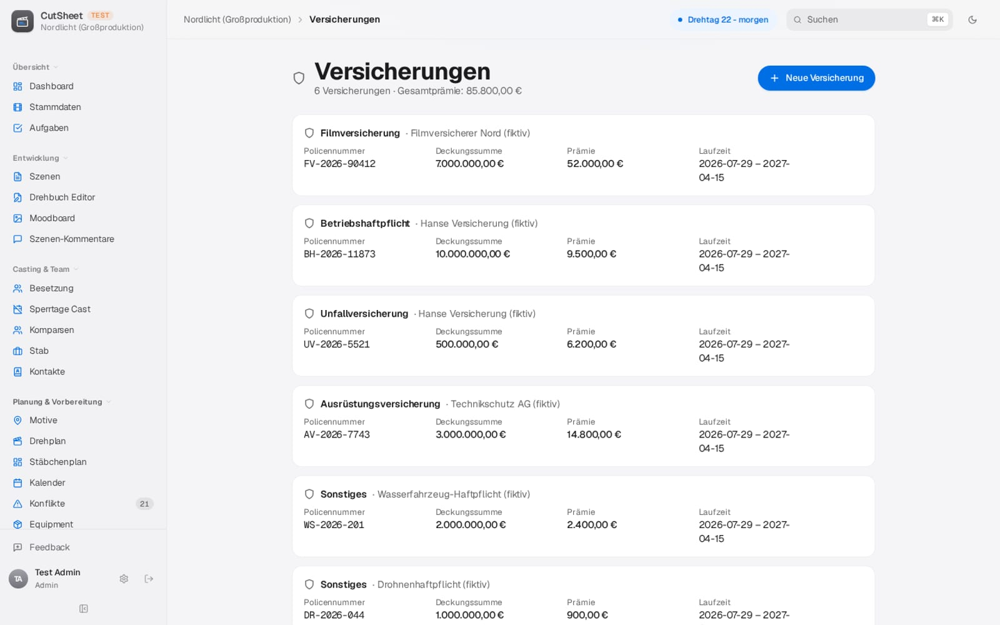 CutSheet TEST
Nordlicht (Großproduktion)
Übersicht
Dashboard
Stammdaten
Aufgaben
Entwicklung
Szenen
Drehbuch Editor
Moodboard
Szenen-Kommentare
Casting & Team
Besetzung
Sperrtage Cast
Komparsen
Stab
Kontakte
Planung & Vorbereitung
Motive
Drehplan
Stäbchenplan
Kalender
Konflikte 21
Equipment
Feedback
TA
Test Admin
Admin
Nordlicht (Großproduktion) > Versicherungen
Drehtag 22 - morgen
Suchen ⌘K
Versicherungen
6 Versicherungen · Gesamtprämie: 85.800,00 €
+ Neue Versicherung
Filmversicherung · Filmversicherer Nord (fiktiv)
Policennummer Deckungssumme Prämie Laufzeit
FV-2026-90412 7.000.000,00 € 52.000,00 € 2026-07-29 – 2027-
04-15
Betriebshaftpflicht · Hanse Versicherung (fiktiv)
Policennummer Deckungssumme Prämie Laufzeit
BH-2026-11873 10.000.000,00 € 9.500,00 € 2026-07-29 – 2027-
04-15
Unfallversicherung · Hanse Versicherung (fiktiv)
Policennummer Deckungssumme Prämie Laufzeit
UV-2026-5521 500.000,00 € 6.200,00 € 2026-07-29 – 2027-
04-15
Ausrüstungsversicherung · Technikschutz AG (fiktiv)
Policennummer Deckungssumme Prämie Laufzeit
AV-2026-7743 3.000.000,00 € 14.800,00 € 2026-07-29 – 2027-
04-15
Sonstiges · Wasserfahrzeug-Haftpflicht (fiktiv)
Policennummer Deckungssumme Prämie Laufzeit
WS-2026-201 2.000.000,00 € 2.400,00 € 2026-07-29 – 2027-
04-15
Sonstiges · Drohnenhaftpflicht (fiktiv)
Policennummer Deckungssumme Prämie Laufzeit
DR-2026-044 1.000.000,00 € 900,00 € 2026-07-29 – 2027-